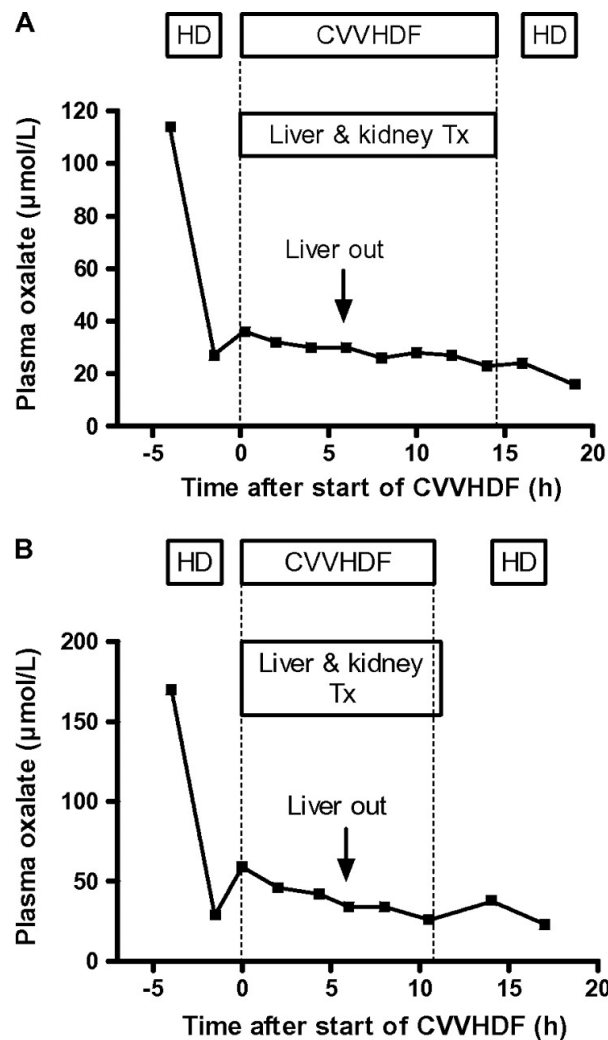 A
HD
CVVHDF
HD
Liver & kidney Tx
Liver out
Plasma oxalate (µmol/L)
120
100
80
60
40
20
0
-5
0
5
10
15
20
Time after start of CVVHDF (h)
B
HD
CVVHDF
HD
Liver & kidney
Tx
Liver out
Plasma oxalate (µmol/L)
200
150
100
50
0
-5
0
5
10
15
20
Time after start of CVVHDF (h)